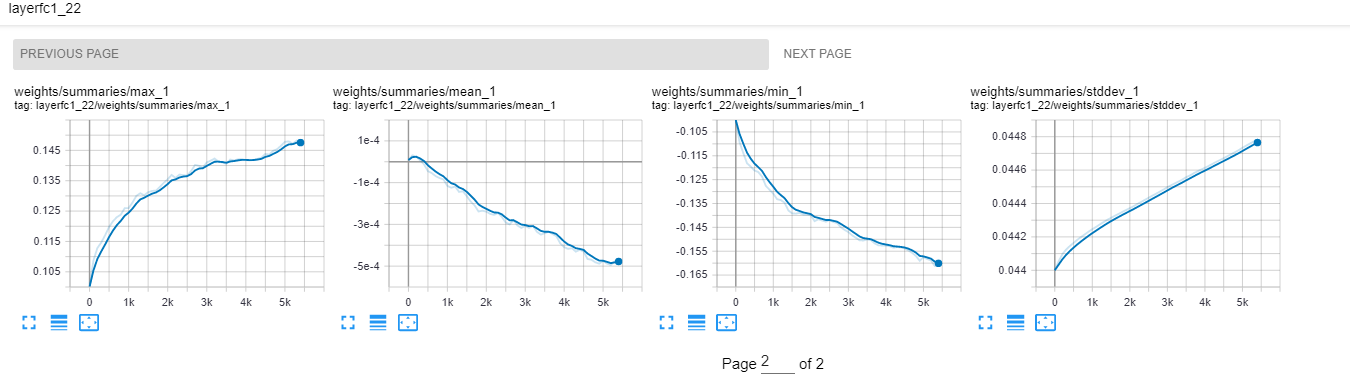 layerfc1_22
PREVIOUS PAGE NEXT PAGE
weights/summaries/max_1
tag: layerfc1_22/weights/summaries/max_1
0.145
0.135
0.125
0.115
0.105
0 1k 2k 3k 4k 5k
weights/summaries/mean_1
tag: layerfc1_22/weights/summaries/mean_1
1e-4
-1e-4
-3e-4
-5e-4
0 1k 2k 3k 4k 5k
weights/summaries/min_1
tag: layerfc1_22/weights/summaries/min_1
-0.105
-0.115
-0.125
-0.135
-0.145
-0.155
-0.165
0 1k 2k 3k 4k 5k
weights/summaries/stddev_1
tag: layerfc1_22/weights/summaries/stddev_1
0.0448
0.0446
0.0444
0.0442
0.044
0 1k 2k 3k 4k 5k
Page 2 of 2